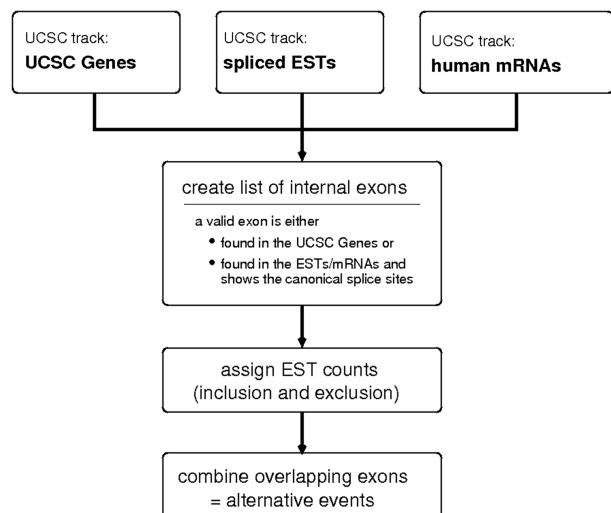 UCSC track:
UCSC Genes
UCSC track:
spliced ESTs
UCSC track:
human mRNAs
create list of internal exons
a valid exon is either
• found in the UCSC Genes or
• found in the ESTs/mRNAs and
shows the canonical splice sites
assign EST counts
(inclusion and exclusion)
combine overlapping exons
= alternative events